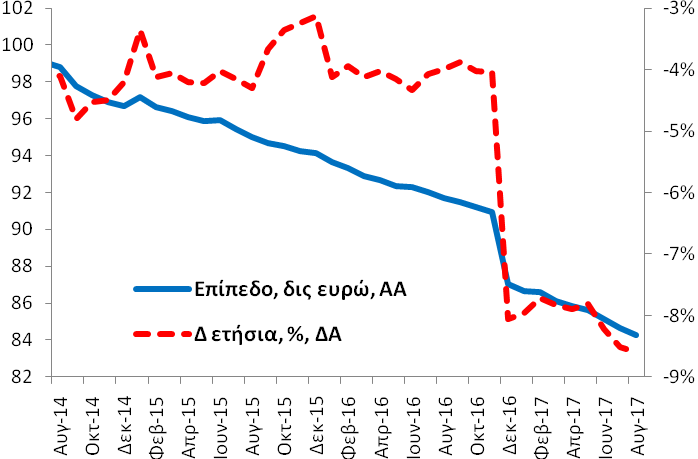 102
100
98
96
94
92
90
88
86
84
82
-3%
-4%
-5%
-6%
-7%
-8%
-9%
Επίπεδο, δις ευρώ, ΑΑ
Δ ετήσια, %, ΔΑ
Αυγ-14
Οκτ-14
Δεκ-14
Φεβ-15
Απρ-15
Ιουν-15
Αυγ-15
Οκτ-15
Δεκ-15
Φεβ-16
Απρ-16
Ιουν-16
Αυγ-16
Οκτ-16
Δεκ-16
Φεβ-17
Απρ-17
Ιουν-17
Αυγ-17